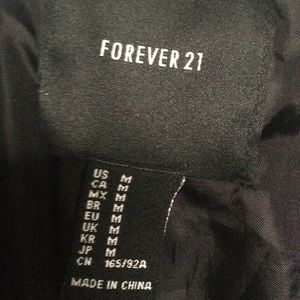 FOREVER 21
US M
CA M
MX M
BR M
EU M
UK M
KR M
JP M
CN 165/92A
MADE IN CHINA